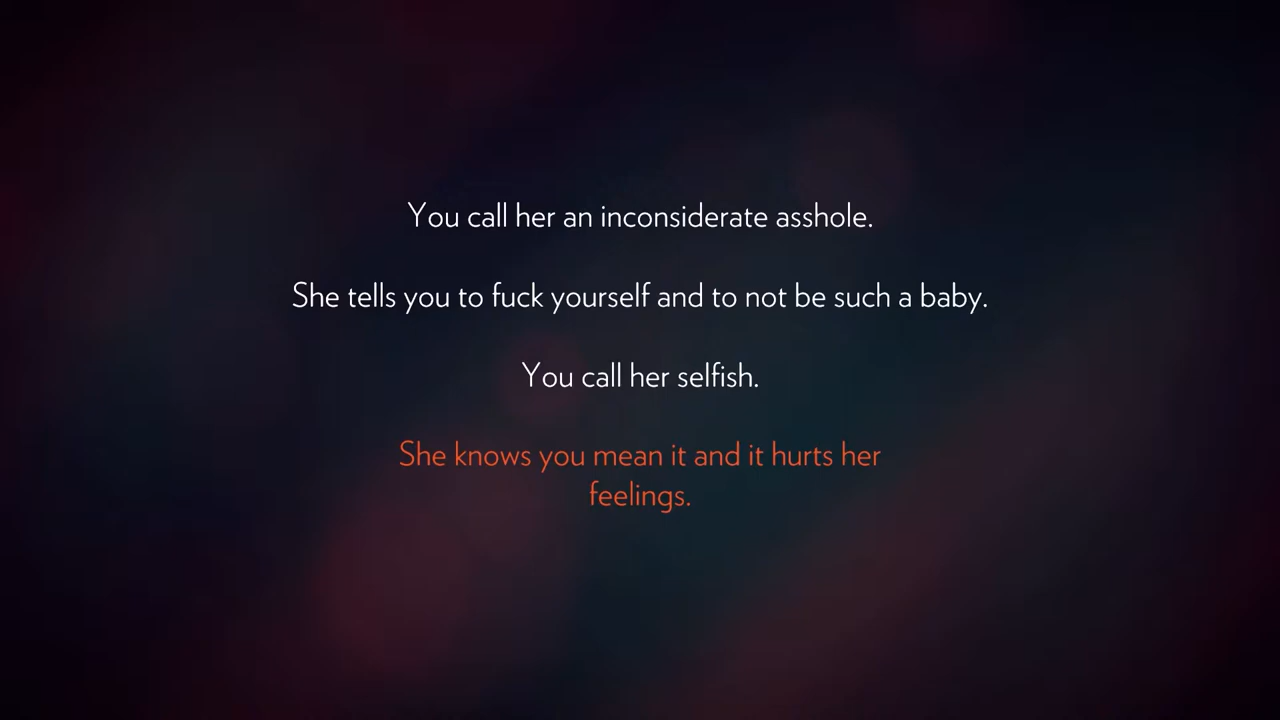 You call her an inconsiderate asshole.
She tells you to fuck yourself and to not be such a baby.
You call her selfish.
She knows you mean it and it hurts her
feelings.